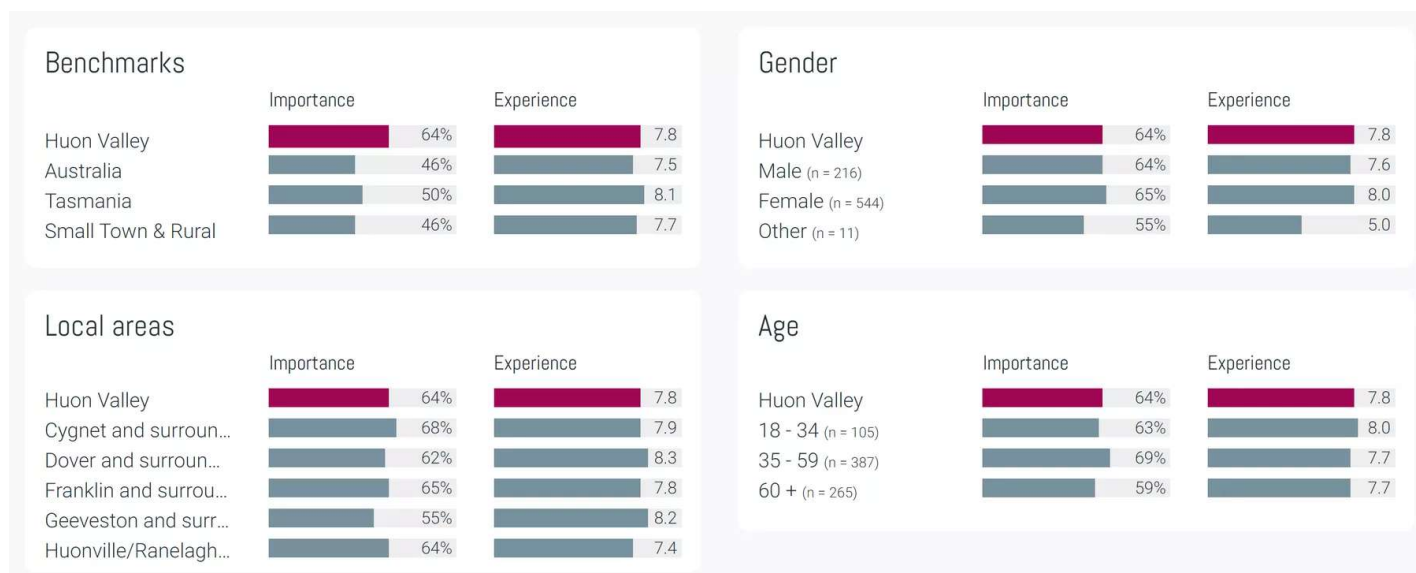 Benchmarks
Importance Experience
Huon Valley 64% 7.8
Australia 46% 7.5
Tasmania 50% 8.1
Small Town & Rural 46% 7.7
Gender
Importance Experience
Huon Valley 64% 7.8
Male (n = 216) 64% 7.6
Female (n = 544) 65% 8.0
Other (n = 11) 55% 5.0
Local areas
Importance Experience
Huon Valley 64% 7.8
Cygnet and surroun... 68% 7.9
Dover and surroun... 62% 8.3
Franklin and surrou... 65% 7.8
Geeveston and surr... 55% 8.2
Huonville/Ranelagh... 64% 7.4
Age
Importance Experience
Huon Valley 64% 7.8
18 - 34 (n = 105) 63% 8.0
35 - 59 (n = 387) 69% 7.7
60 + (n = 265) 59% 7.7